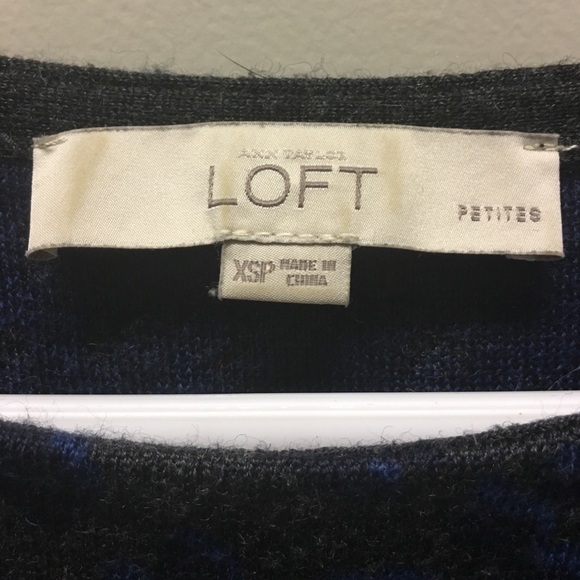 ANN TAYLOR
LOFT
PETITES
XSP MADE IN
CHINA